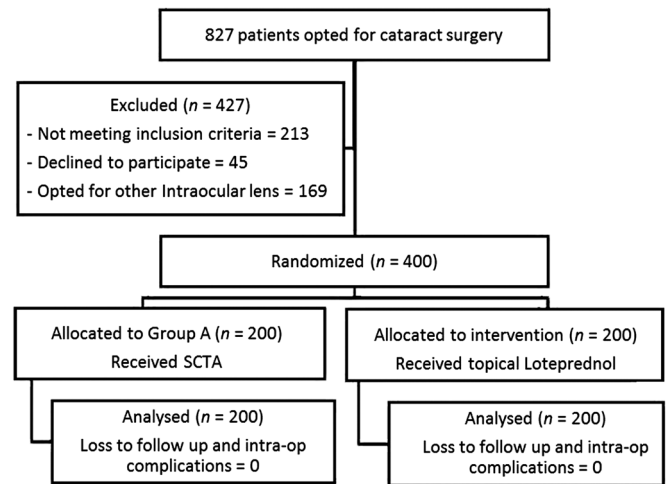 827 patients opted for cataract surgery
Excluded (n = 427)
- Not meeting inclusion criteria = 213
- Declined to participate = 45
- Opted for other Intraocular lens = 169
Randomized (n = 400)
Allocated to Group A (n = 200)
Received SCTA
Allocated to intervention (n = 200)
Received topical Loteprednol
Analysed (n = 200)
Loss to follow up and intra-op
complications = 0
Analysed (n = 200)
Loss to follow up and intra-op
complications = 0